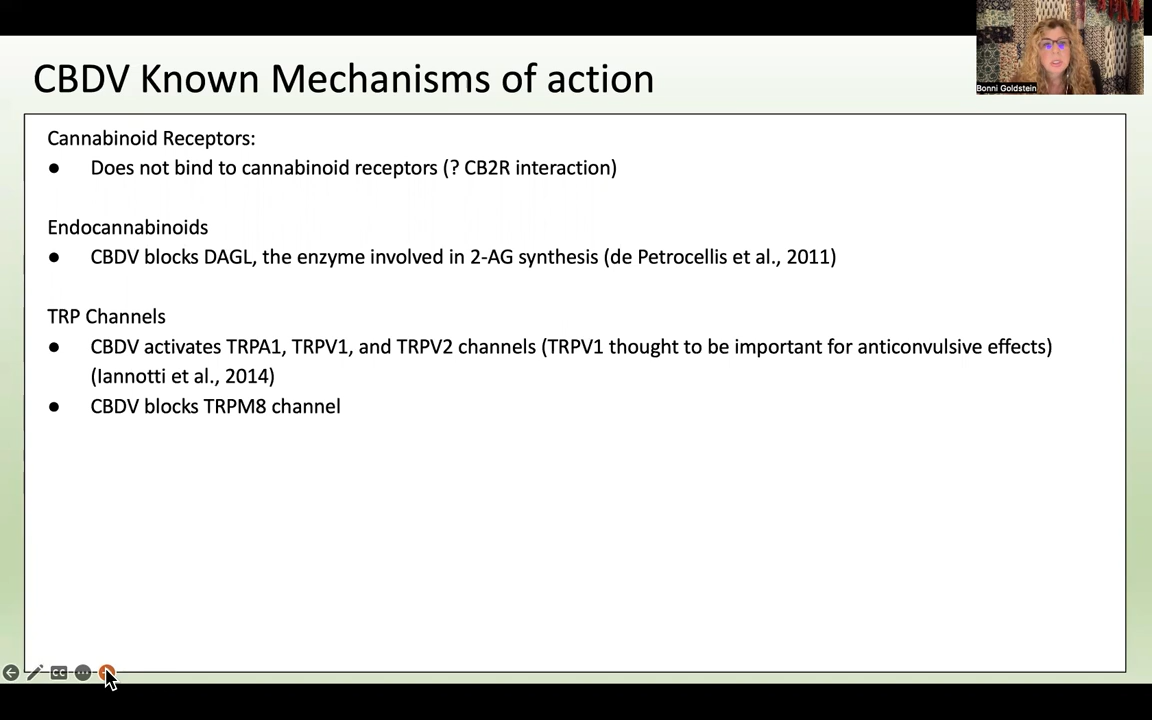 CBDV Known Mechanisms of action
Bonni Goldstein
Cannabinoid Receptors:
● Does not bind to cannabinoid receptors (? CB2R interaction)
Endocannabinoids
● CBDV blocks DAGL, the enzyme involved in 2-AG synthesis (de Petrocellis et al., 2011)
TRP Channels
● CBDV activates TRPA1, TRPV1, and TRPV2 channels (TRPV1 thought to be important for anticonvulsive effects)
(Iannotti et al., 2014)
● CBDV blocks TRPM8 channel
CC